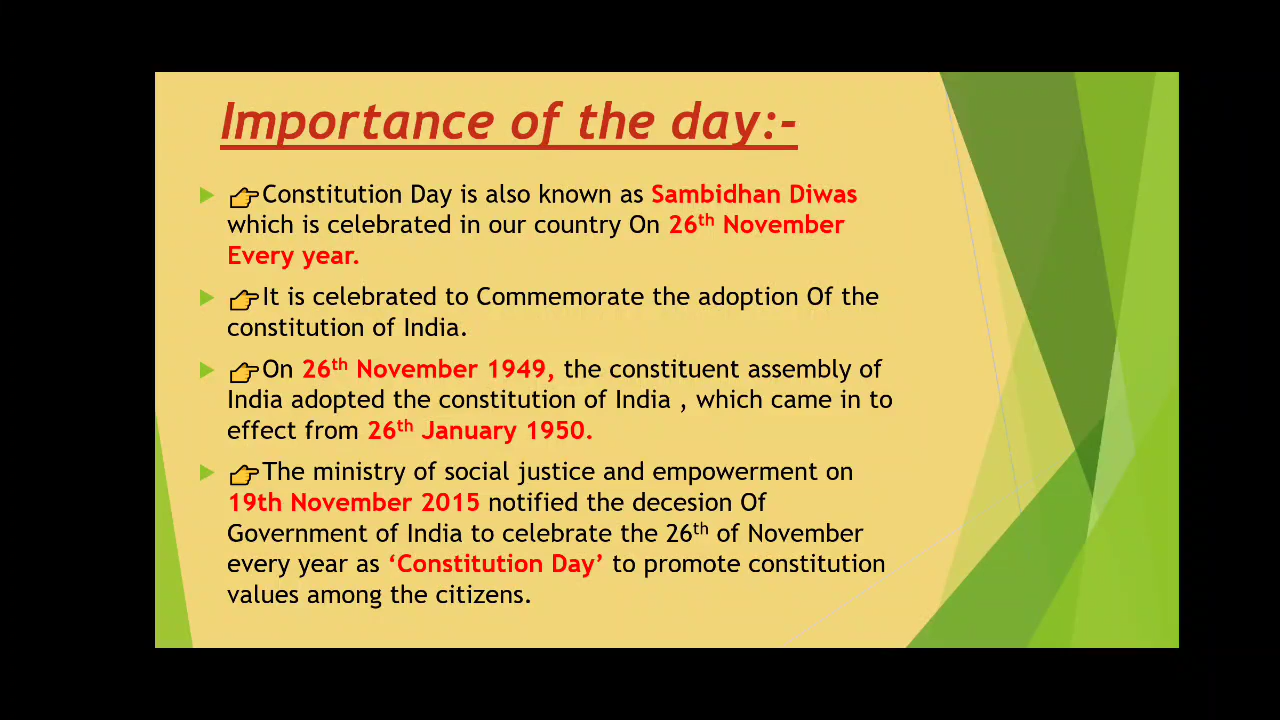 Importance of the day:-
👉Constitution Day is also known as Sambidhan Diwas
which is celebrated in our country On 26th November
Every year.
👉It is celebrated to Commemorate the adoption Of the
constitution of India.
👉On 26th November 1949, the constituent assembly of
India adopted the constitution of India , which came in to
effect from 26th January 1950.
👉The ministry of social justice and empowerment on
19th November 2015 notified the decesion Of
Government of India to celebrate the 26th of November
every year as ‘Constitution Day’ to promote constitution
values among the citizens.